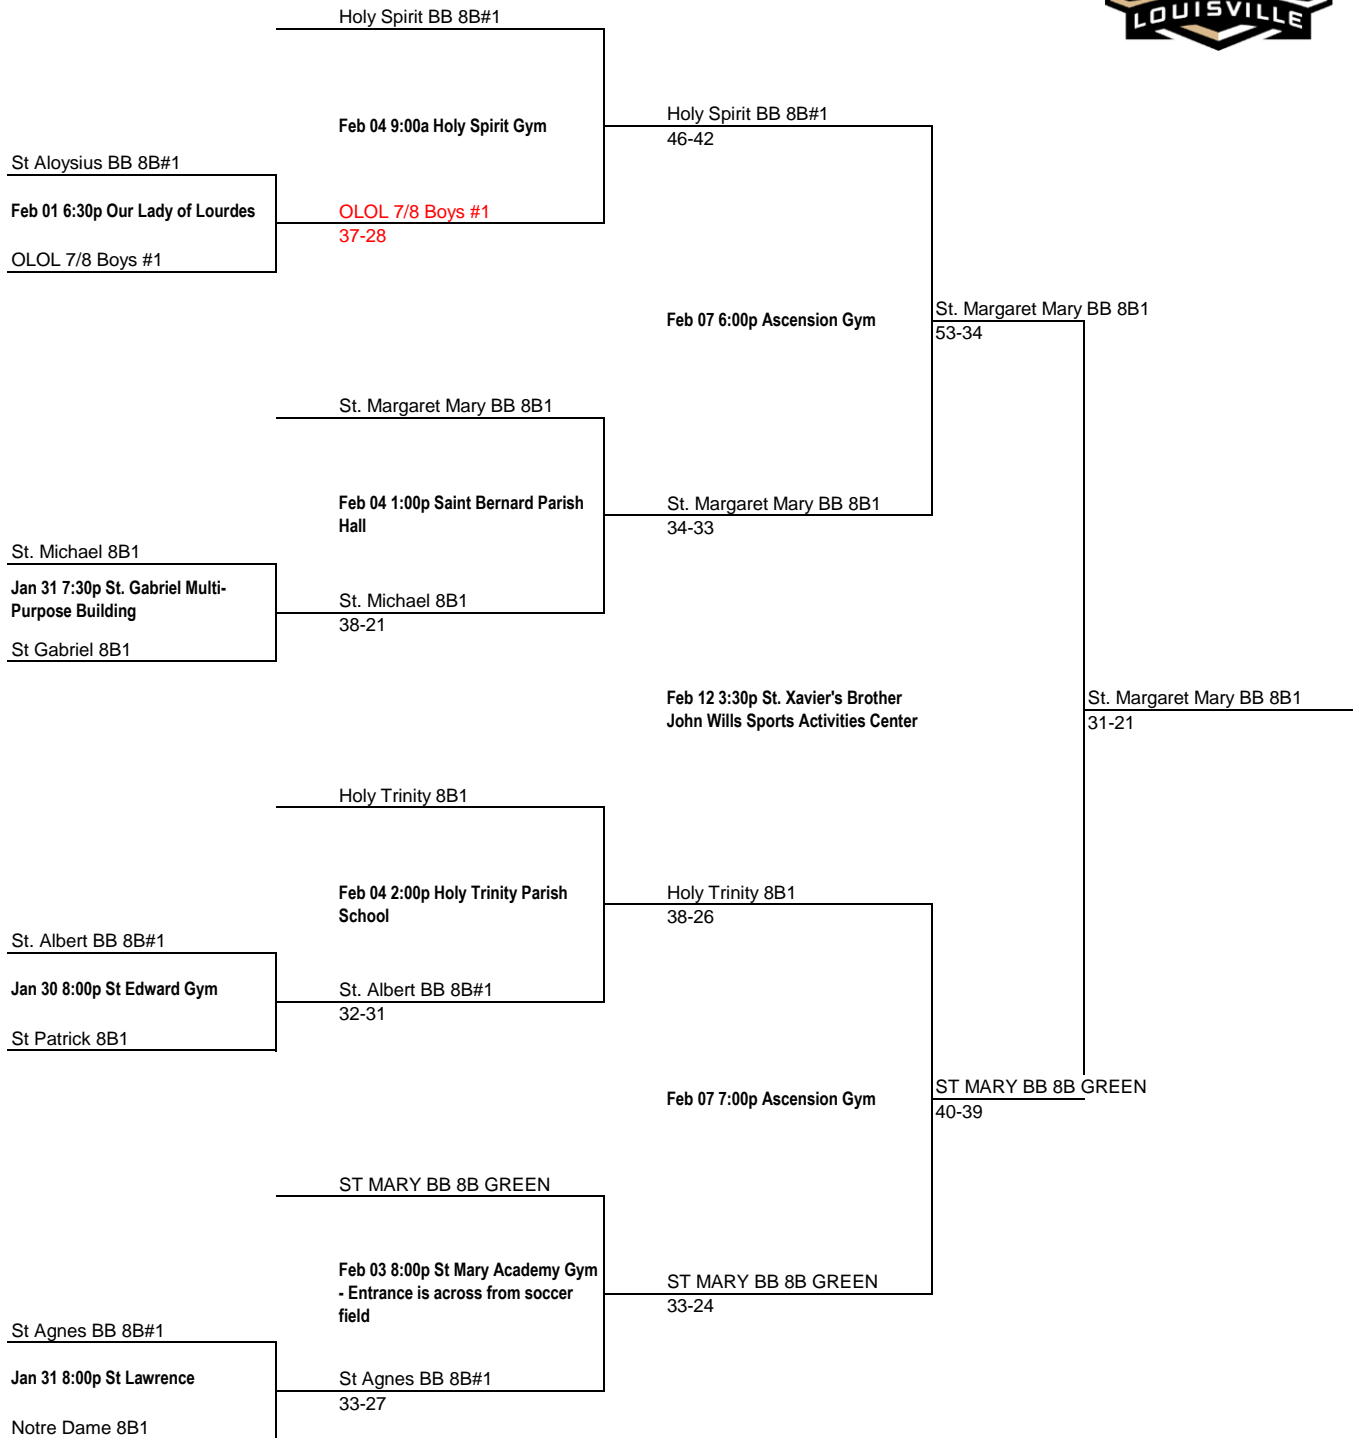 Holy Spirit BB 8B#1
LOUISVILLE
Feb 04 9:00a Holy Spirit Gym
Holy Spirit BB 8B#1
46-42
St Aloysius BB 8B#1
Feb 01 6:30p Our Lady of Lourdes
OLOL 7/8 Boys #1
37-28
OLOL 7/8 Boys #1
Feb 07 6:00p Ascension Gym
St. Margaret Mary BB 8B1
53-34
St. Margaret Mary BB 8B1
Feb 04 1:00p Saint Bernard Parish
Hall
St. Margaret Mary BB 8B1
34-33
St. Michael 8B1
Jan 31 7:30p St. Gabriel Multi-
Purpose Building
St. Michael 8B1
38-21
St Gabriel 8B1
Feb 12 3:30p St. Xavier's Brother
John Wills Sports Activities Center
St. Margaret Mary BB 8B1
31-21
Holy Trinity 8B1
Feb 04 2:00p Holy Trinity Parish
School
Holy Trinity 8B1
38-26
St. Albert BB 8B#1
Jan 30 8:00p St Edward Gym
St. Albert BB 8B#1
32-31
St Patrick 8B1
Feb 07 7:00p Ascension Gym
ST MARY BB 8B GREEN
40-39
ST MARY BB 8B GREEN
Feb 03 8:00p St Mary Academy Gym
- Entrance is across from soccer
field
ST MARY BB 8B GREEN
33-24
St Agnes BB 8B#1
Jan 31 8:00p St Lawrence
St Agnes BB 8B#1
33-27
Notre Dame 8B1